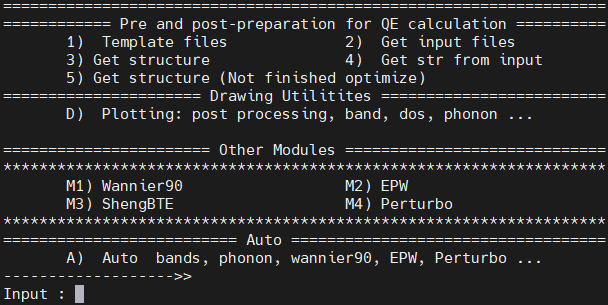 ===========================================================================
============ Pre and post-preparation for QE calculation ==========
1) Template files 2) Get input files
3) Get structure 4) Get str from input
5) Get structure (Not finished optimize)
====================== Drawing Utilitites =========================
D) Plotting: post processing, band, dos, phonon ...
======================= Other Modules =============================
***************************************************************************
M1) Wannier90 M2) EPW
M3) ShengBTE M4) Perturbo
***************************************************************************
========================== Auto ===================================
A) Auto bands, phonon, wannier90, EPW, Perturbo ...
------------------->>
Input :